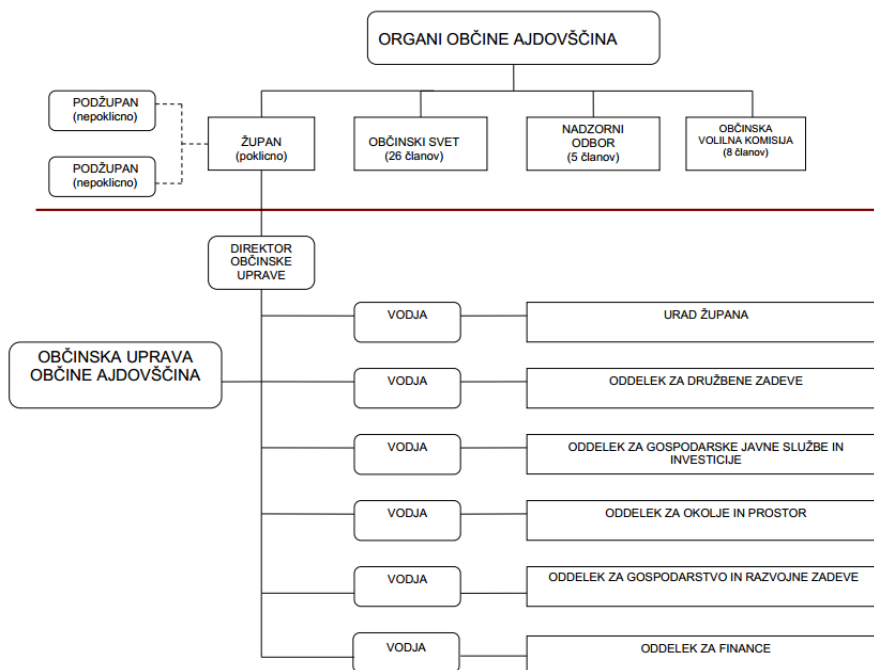 ORGANI OBČINE AJDOVŠČINA
PODŽUPAN
(nepoklicno)
PODŽUPAN
(nepoklicno)
ŽUPAN
(poklicno)
OBČINSKI SVET
(26 članov)
NADZORNI
ODBOR
(5 članov)
OBČINSKA
VOLILNA KOMISIJA
(8 članov)
DIREKTOR
OBČINSKE
UPRAVE
OBČINSKA UPRAVA
OBČINE AJDOVŠČINA
VODJA
URAD ŽUPANA
VODJA
ODDELEK ZA DRUŽBENE ZADEVE
VODJA
ODDELEK ZA GOSPODARSKE JAVNE SLUŽBE IN
INVESTICIJE
VODJA
ODDELEK ZA OKOLJE IN PROSTOR
VODJA
ODDELEK ZA GOSPODARSTVO IN RAZVOJNE ZADEVE
VODJA
ODDELEK ZA FINANCE